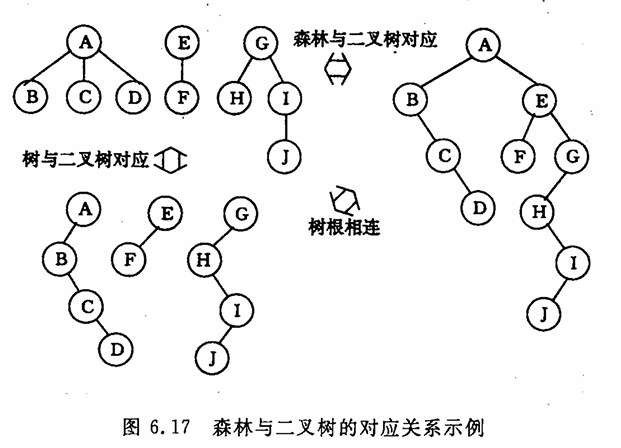 A E G 森林与二叉树对应 A
B C D F H I B E
J C F G
树与二叉树对应
D H
A E G 树根相连
B F H I
C I J
D J
图 6.17 森林与二叉树的对应关系示例